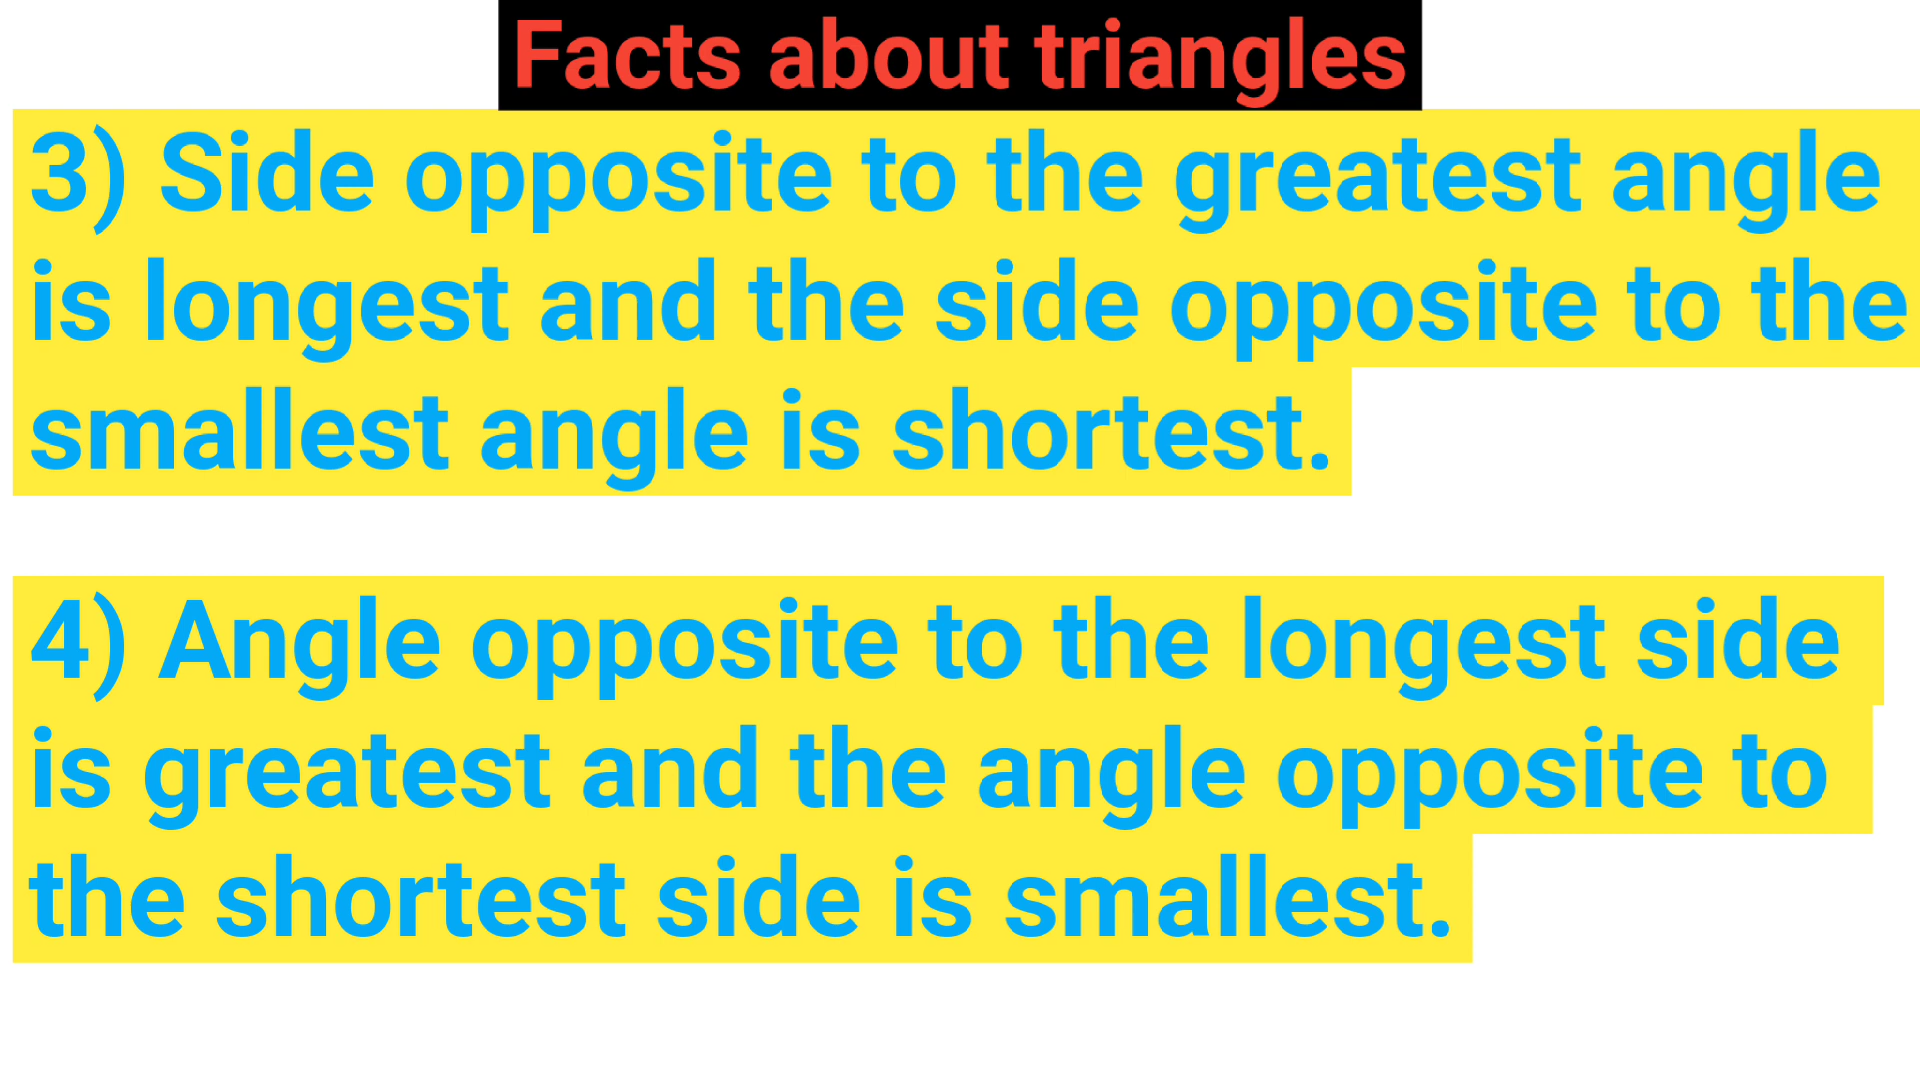 Facts about triangles
3) Side opposite to the greatest angle
is longest and the side opposite to the
smallest angle is shortest.
4) Angle opposite to the longest side
is greatest and the angle opposite to
the shortest side is smallest.